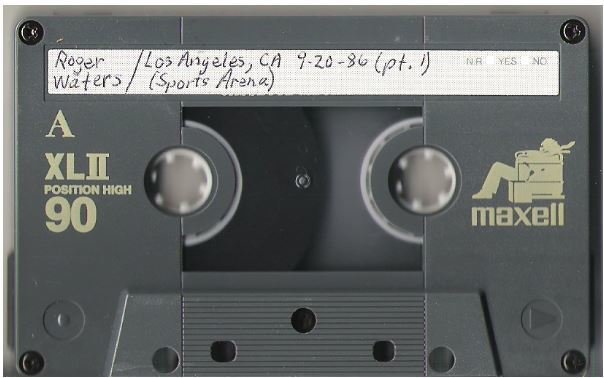 Roger / Los Angeles, CA 9-20-86 (pt. 1)
Waters / (Sports Arena)
N.R YES NO
A
XLII
POSITION HIGH
90
maxell